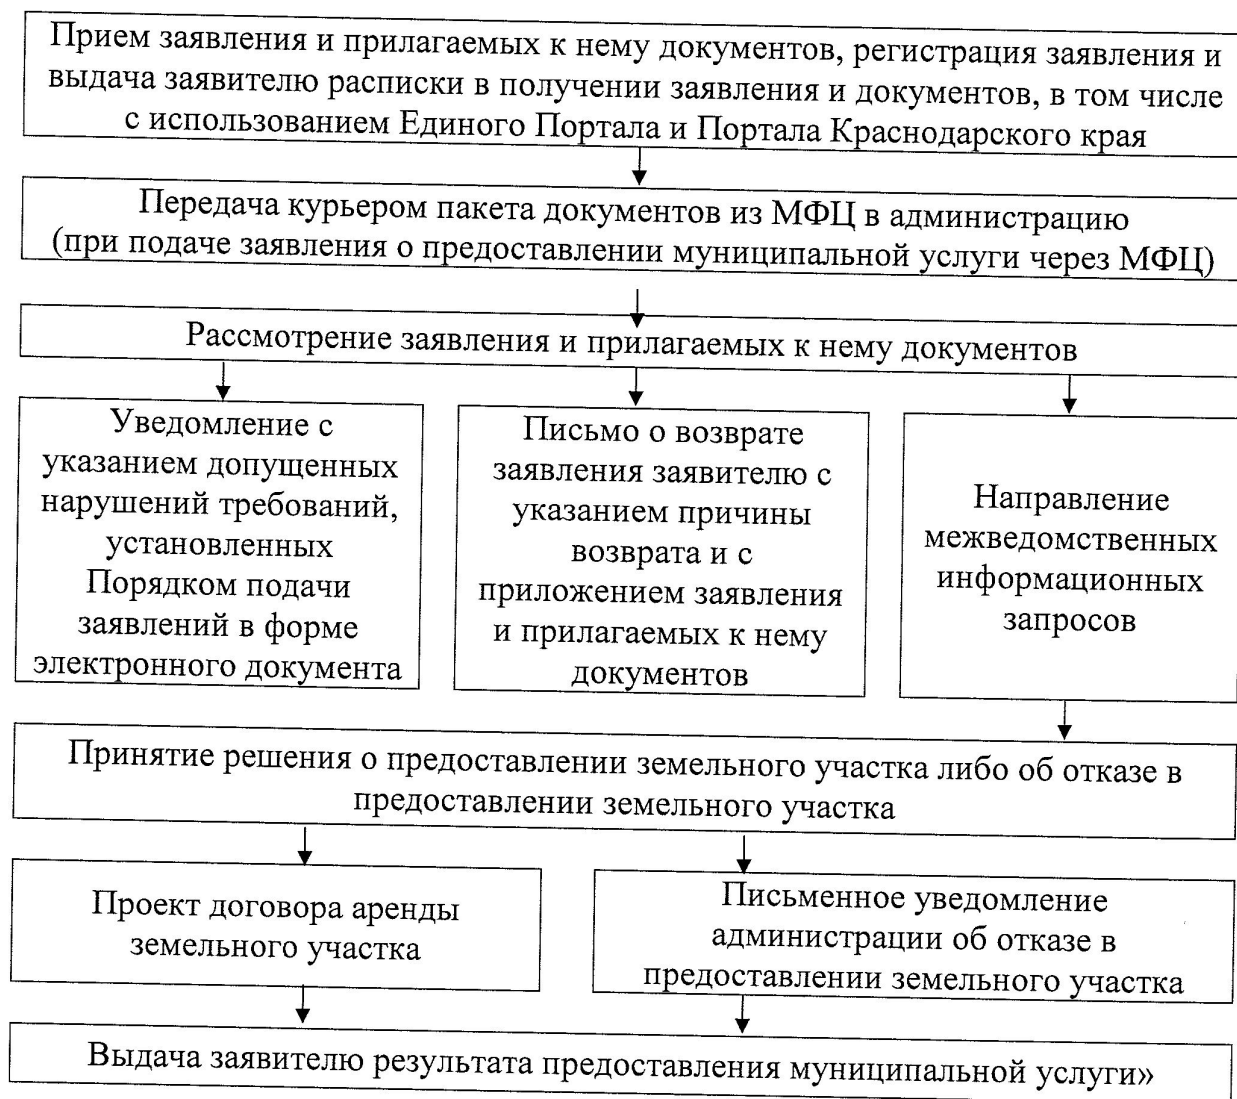 Прием заявления и прилагаемых к нему документов, регистрация заявления и
выдача заявителю расписки в получении заявления и документов, в том числе
с использованием Единого Портала и Портала Краснодарского края
Передача курьером пакета документов из МФЦ в администрацию
(при подаче заявления о предоставлении муниципальной услуги через МФЦ)
Рассмотрение заявления и прилагаемых к нему документов
Уведомление с
указанием допущенных
нарушений требований,
установленных
Порядком подачи
заявлений в форме
электронного документа
Письмо о возврате
заявления заявителю с
указанием причины
возврата и с
приложением заявления
и прилагаемых к нему
документов
Направление
межведомственных
информационных
запросов
Принятие решения о предоставлении земельного участка либо об отказе в
предоставлении земельного участка
Проект договора аренды
земельного участка
Письменное уведомление
администрации об отказе в
предоставлении земельного участка
Выдача заявителю результата предоставления муниципальной услуги»